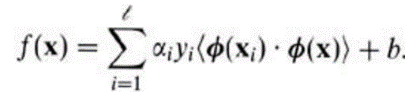 f(x) = ∑_{i=1}^{ℓ} α_i y_i ⟨ϕ(x_i) · ϕ(x)⟩ + b.